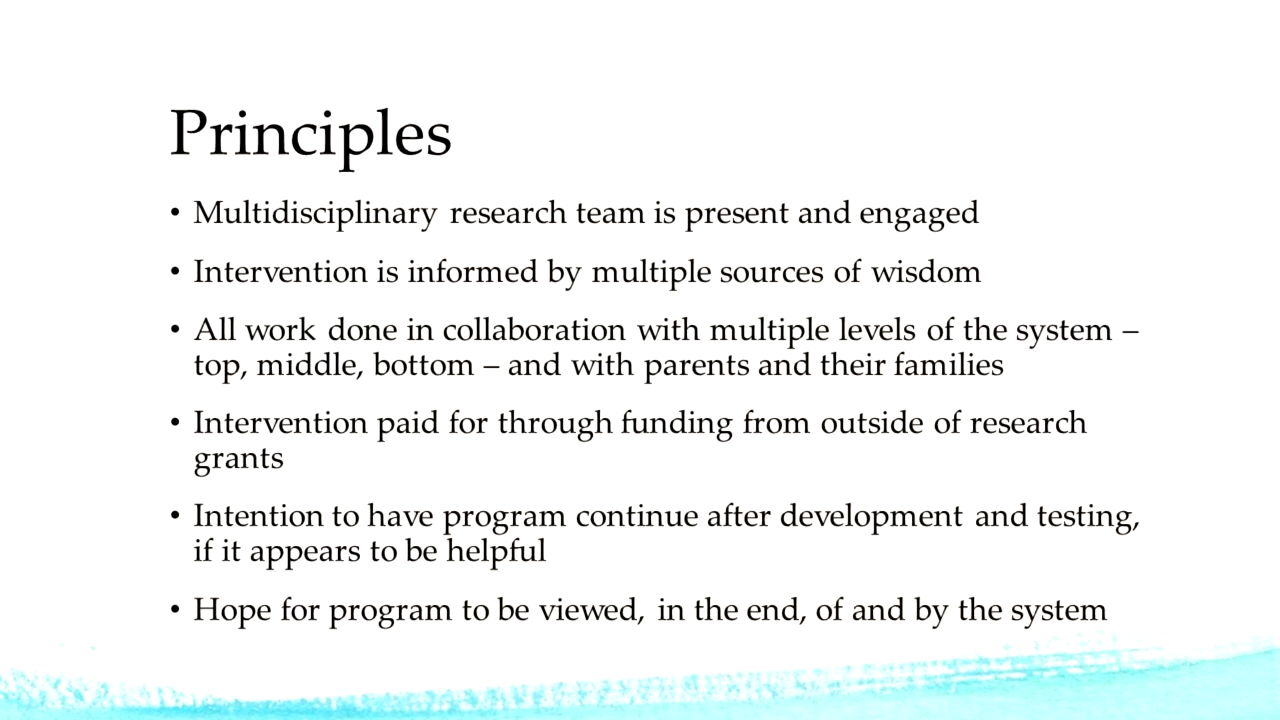 Principles
• Multidisciplinary research team is present and engaged
• Intervention is informed by multiple sources of wisdom
• All work done in collaboration with multiple levels of the system –
top, middle, bottom – and with parents and their families
• Intervention paid for through funding from outside of research
grants
• Intention to have program continue after development and testing,
if it appears to be helpful
• Hope for program to be viewed, in the end, of and by the system